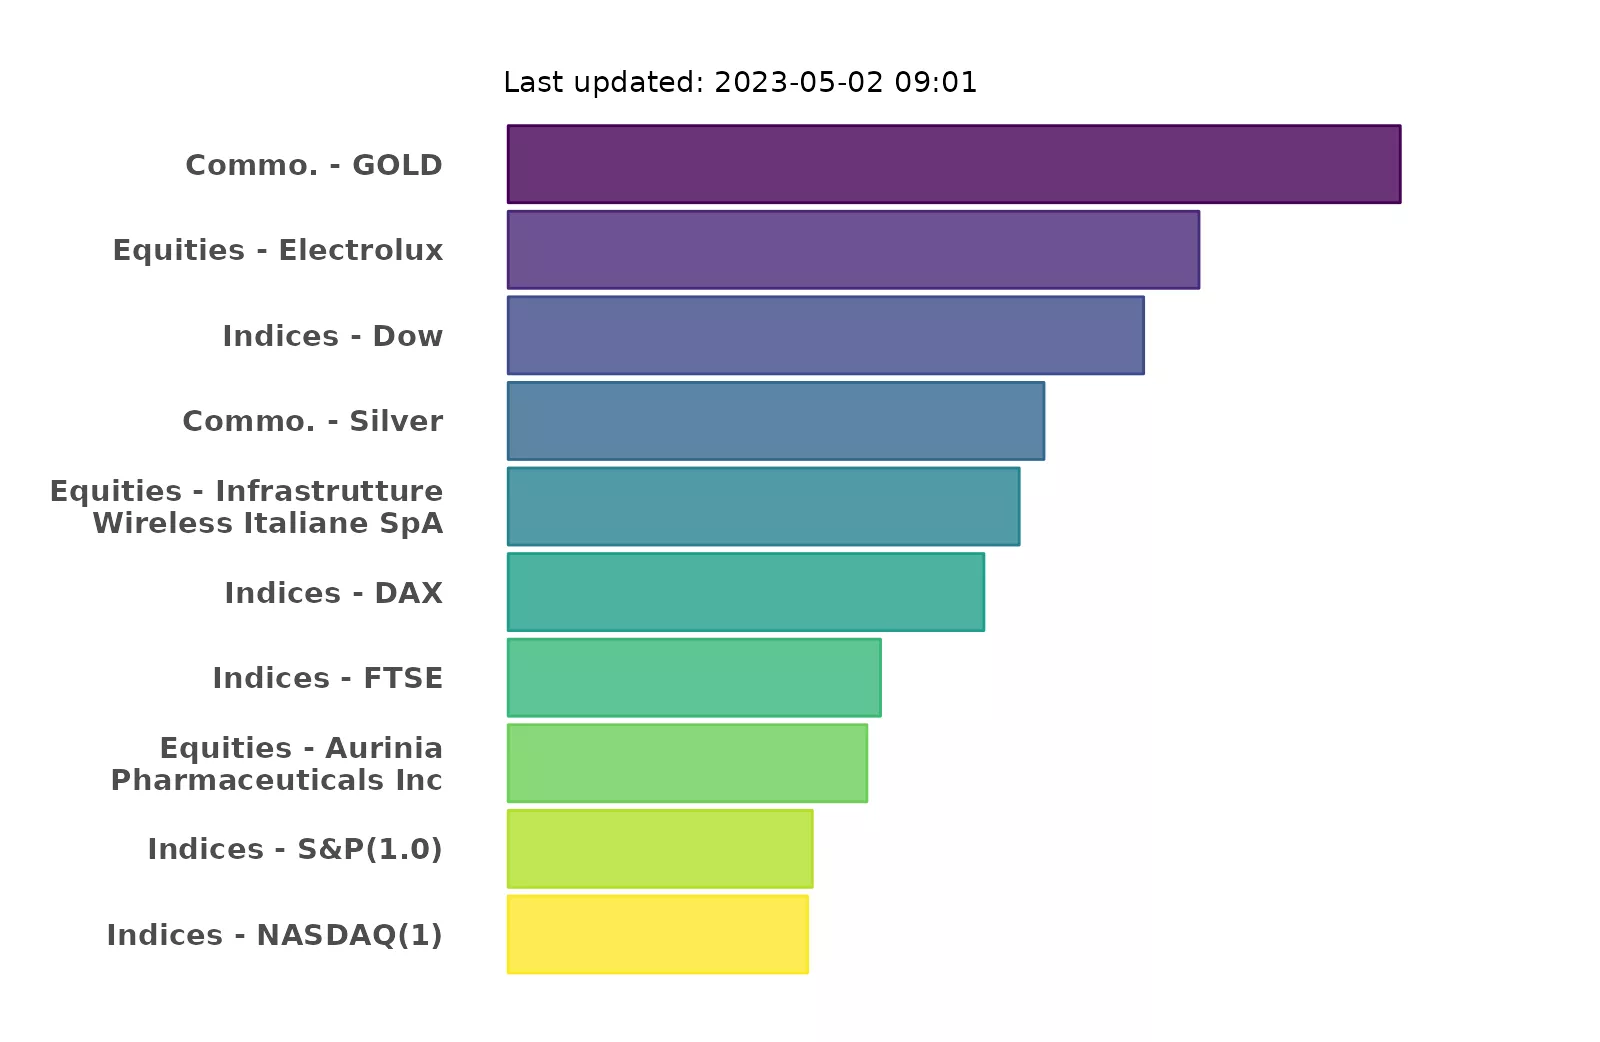 Last updated: 2023-05-02 09:01
Commo. - GOLD
Equities - Electrolux
Indices - Dow
Commo. - Silver
Equities - Infrastrutture
Wireless Italiane SpA
Indices - DAX
Indices - FTSE
Equities - Aurinia
Pharmaceuticals Inc
Indices - S&P(1.0)
Indices - NASDAQ(1)